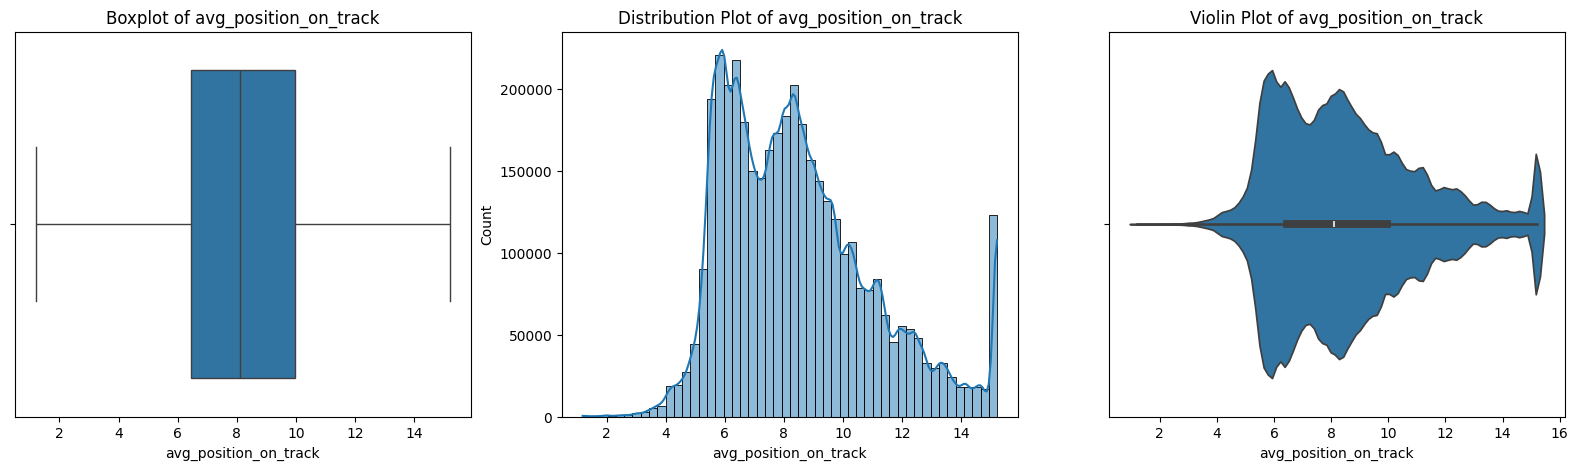 Boxplot of avg_position_on_track
2 4 6 8 10 12 14
avg_position_on_track
Distribution Plot of avg_position_on_track
Count
200000
150000
100000
50000
0
2 4 6 8 10 12 14
avg_position_on_track
Violin Plot of avg_position_on_track
2 4 6 8 10 12 14 16
avg_position_on_track